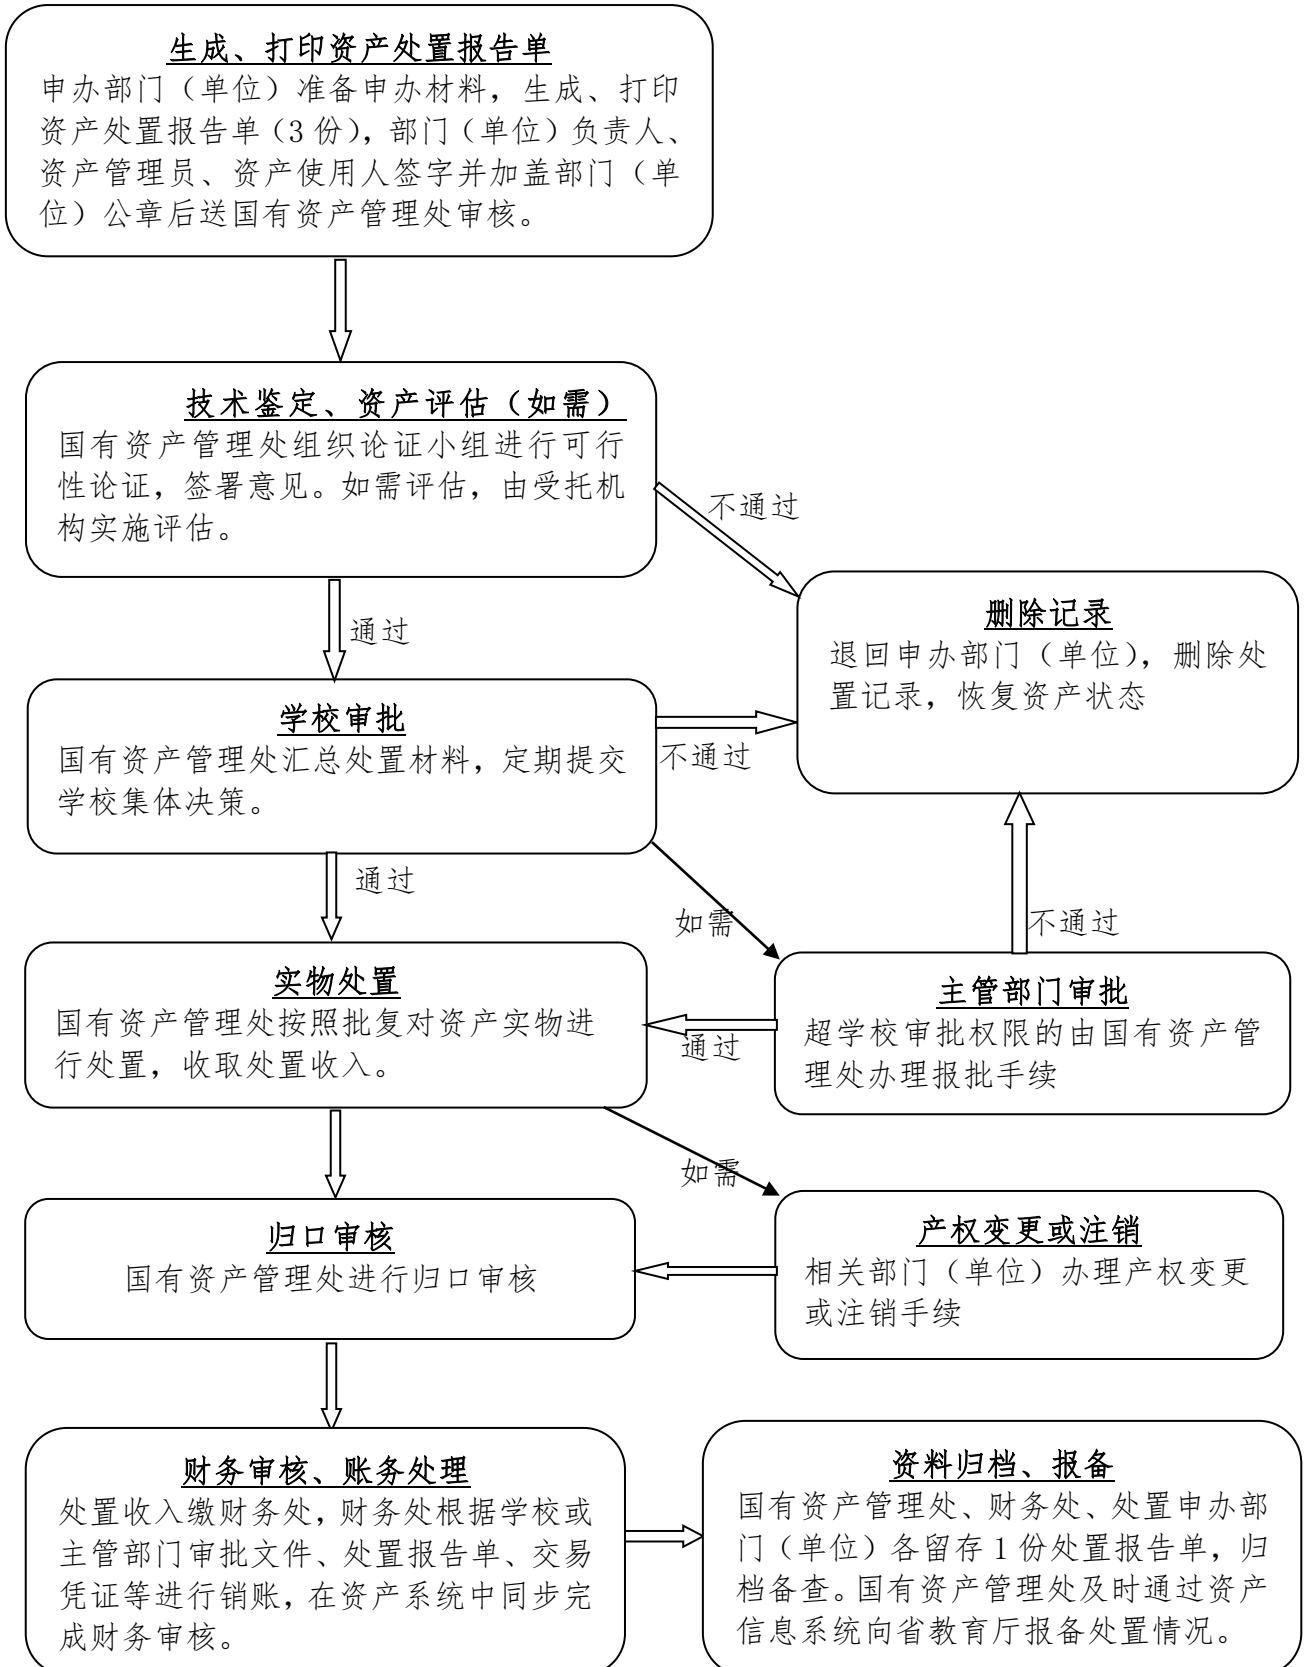 生成、打印资产处置报告单
申办部门（单位）准备申办材料，生成、打印
资产处置报告单（3 份），部门（单位）负责人、
资产管理员、资产使用人签字并加盖部门（单
位）公章后送国有资产管理处审核。
技术鉴定、资产评估（如需）
国有资产管理处组织论证小组进行可行
性论证，签署意见。如需评估，由受托机
构实施评估。
不通过
通过
删除记录
退回申办部门（单位），删除处
置记录，恢复资产状态
学校审批
国有资产管理处汇总处置材料，定期提交
学校集体决策。
不通过
通过
如需
不通过
实物处置
国有资产管理处按照批复对资产实物进
行处置，收取处置收入。
通过
主管部门审批
超学校审批权限的由国有资产管
理处办理报批手续
如需
归口审核
国有资产管理处进行归口审核
产权变更或注销
相关部门（单位）办理产权变更
或注销手续
财务审核、账务处理
处置收入缴财务处，财务处根据学校或
主管部门审批文件、处置报告单、交易
凭证等进行销账，在资产系统中同步完
成财务审核。
资料归档、报备
国有资产管理处、财务处、处置申办部
门（单位）各留存 1 份处置报告单，归
档备查。国有资产管理处及时通过资产
信息系统向省教育厅报备处置情况。